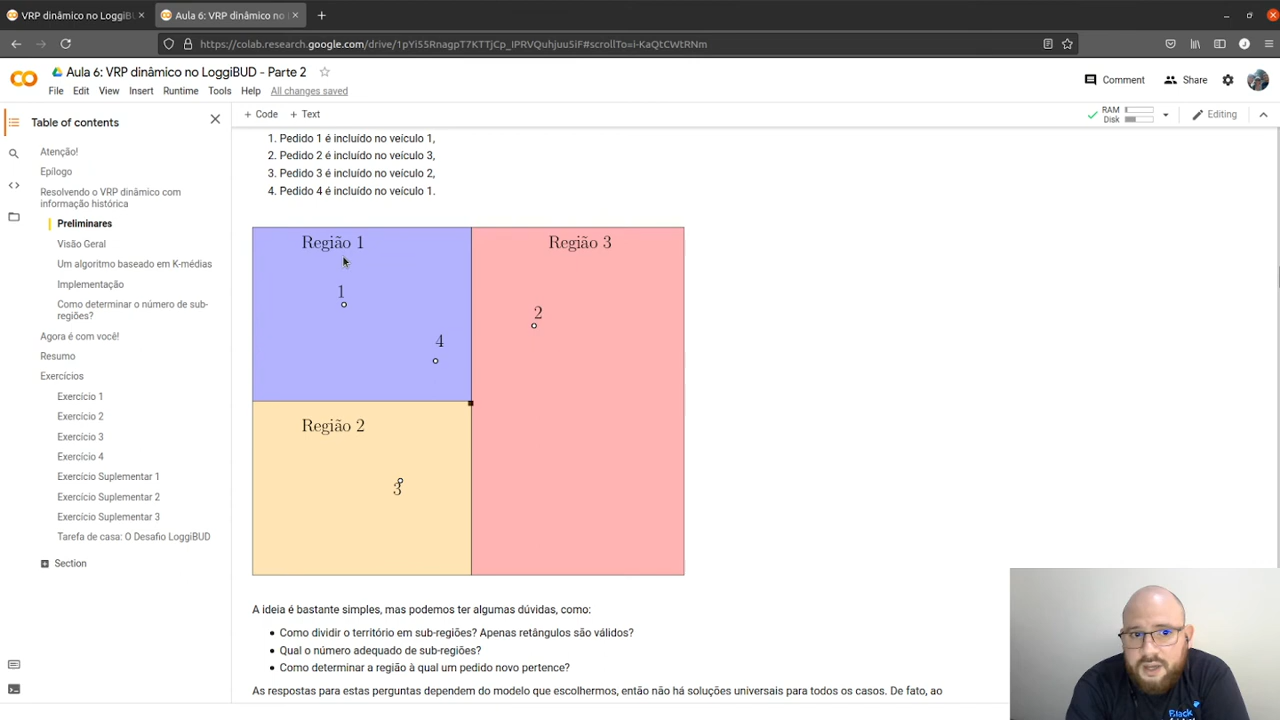 VRP dinâmico no LoggiBU
Aula 6: VRP dinâmico no L
https://colab.research.google.com/drive/1pYi55RnagpT7KTTjCp_IPRVQuhjuu5iF#scrollTo=i-KaQtCWtRNm
Aula 6: VRP dinâmico no LoggiBUD - Parte 2
File Edit View Insert Runtime Tools Help All changes saved
Comment Share
+ Code + Text
RAM
Disk
Editing
Table of contents
Atenção!
Epílogo
Resolvendo o VRP dinâmico com
informação histórica
Preliminares
Visão Geral
Um algoritmo baseado em K-médias
Implementação
Como determinar o número de sub-
regiões?
Agora é com você!
Resumo
Exercícios
Exercício 1
Exercício 2
Exercício 3
Exercício 4
Exercício Suplementar 1
Exercício Suplementar 2
Exercício Suplementar 3
Tarefa de casa: O Desafio LoggiBUD
Section
1. Pedido 1 é incluído no veículo 1,
2. Pedido 2 é incluído no veículo 3,
3. Pedido 3 é incluído no veículo 2,
4. Pedido 4 é incluído no veículo 1.
Região 1
Região 3
1
2
4
Região 2
3
A ideia é bastante simples, mas podemos ter algumas dúvidas, como:
Como dividir o território em sub-regiões? Apenas retângulos são válidos?
Qual o número adequado de sub-regiões?
Como determinar a região à qual um pedido novo pertence?
As respostas para estas perguntas dependem do modelo que escolhermos, então não há soluções universais para todos os casos. De fato, ao
Black